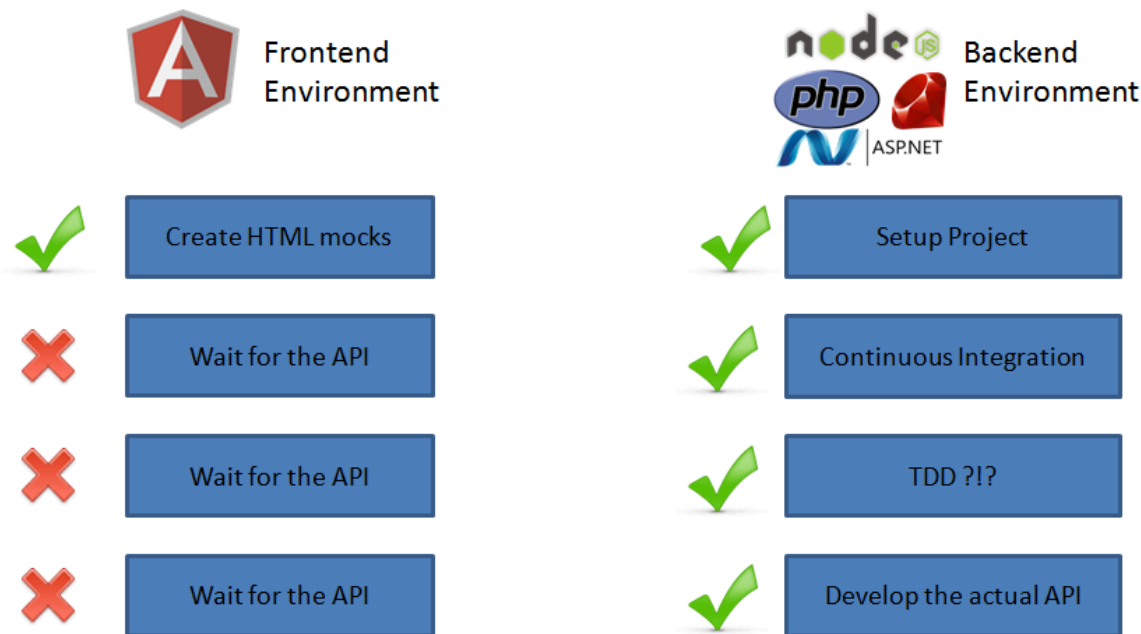 Frontend
Environment
node JS
Backend
Environment
php
ASP.NET
Create HTML mocks
Setup Project
Wait for the API
Continuous Integration
Wait for the API
TDD ?!?
Wait for the API
Develop the actual API